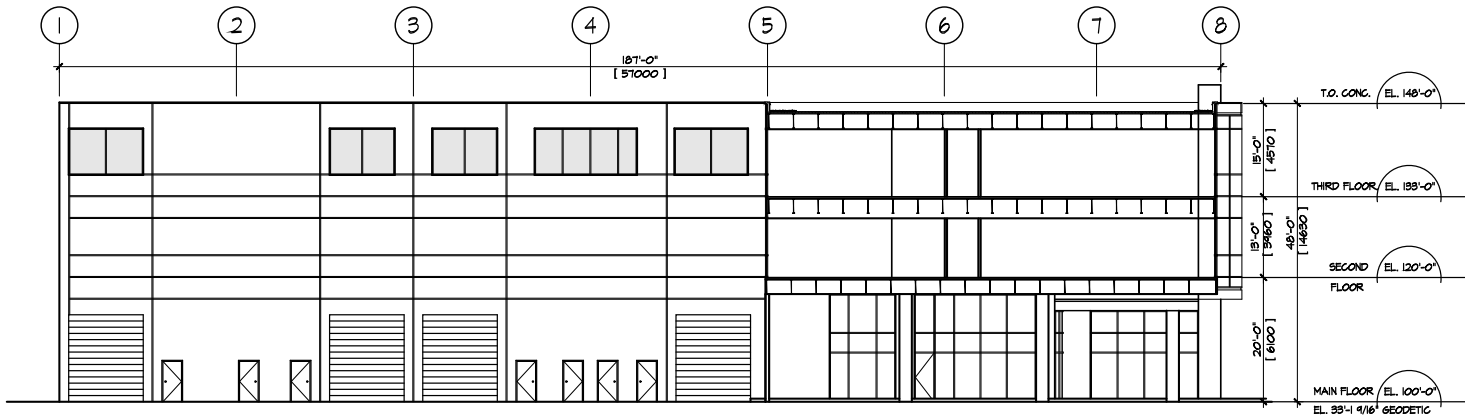 1 2 3 4 5 6 7 8
187'-0"
[ 57000 ]
T.O. CONC. EL. 148'-0"
15'-0"
[ 4570 ]
THIRD FLOOR EL. 133'-0"
13'-0"
[ 3960 ]
48'-0"
[ 14630 ]
SECOND EL. 120'-0"
FLOOR
20'-0"
[ 6100 ]
MAIN FLOOR EL. 100'-0"
EL. 33'-1 9/16" GEODETIC